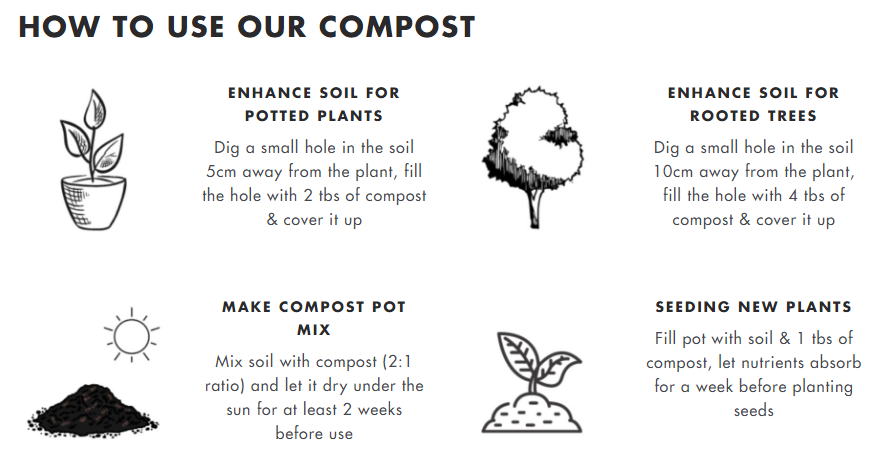 HOW TO USE OUR COMPOST
ENHANCE SOIL FOR
POTTED PLANTS
Dig a small hole in the soil
5cm away from the plant, fill
the hole with 2 tbs of compost
& cover it up
ENHANCE SOIL FOR
ROOTED TREES
Dig a small hole in the soil
10cm away from the plant,
fill the hole with 4 tbs of
compost & cover it up
MAKE COMPOST POT
MIX
Mix soil with compost (2:1
ratio) and let it dry under the
sun for at least 2 weeks
before use
SEEDING NEW PLANTS
Fill pot with soil & 1 tbs of
compost, let nutrients absorb
for a week before planting
seeds